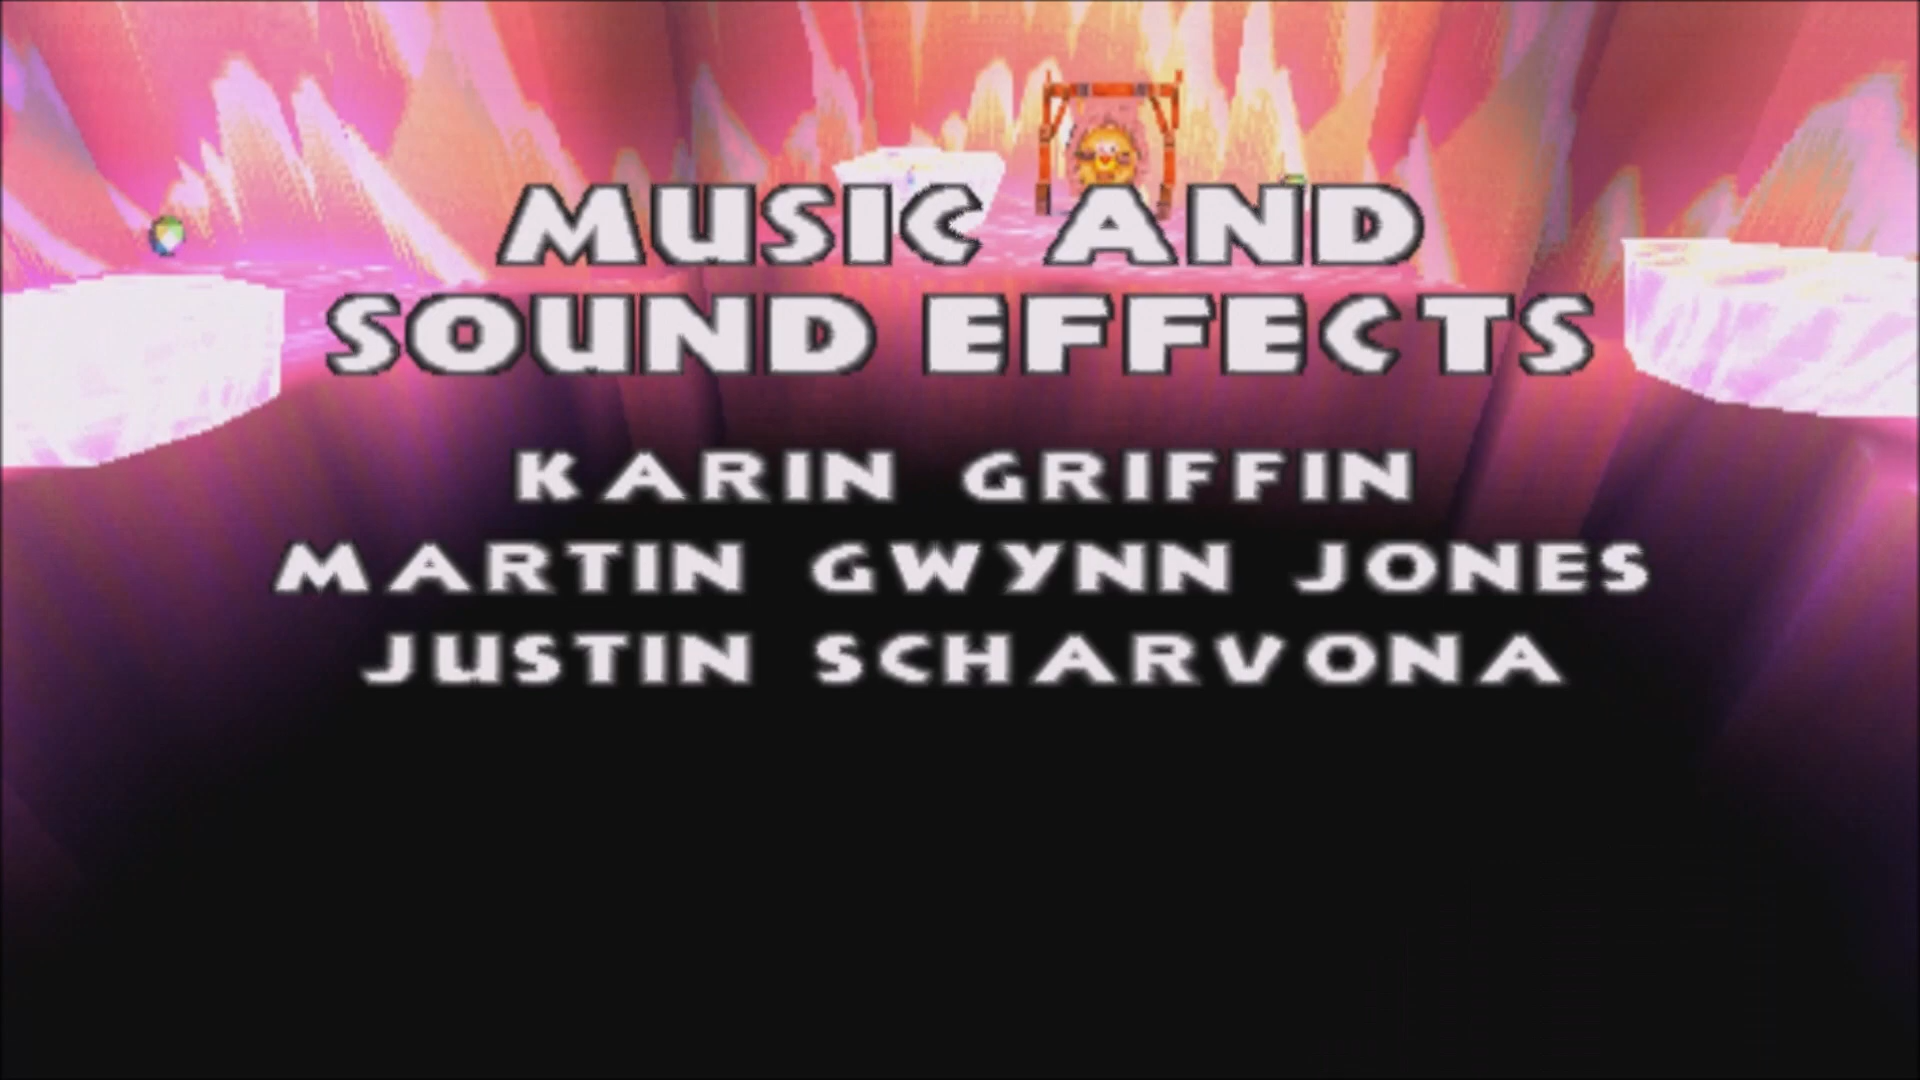 MUSIC AND
SOUND EFFECTS
KARIN GRIFFIN
MARTIN GWYNN JONES
JUSTIN SCHARVONA